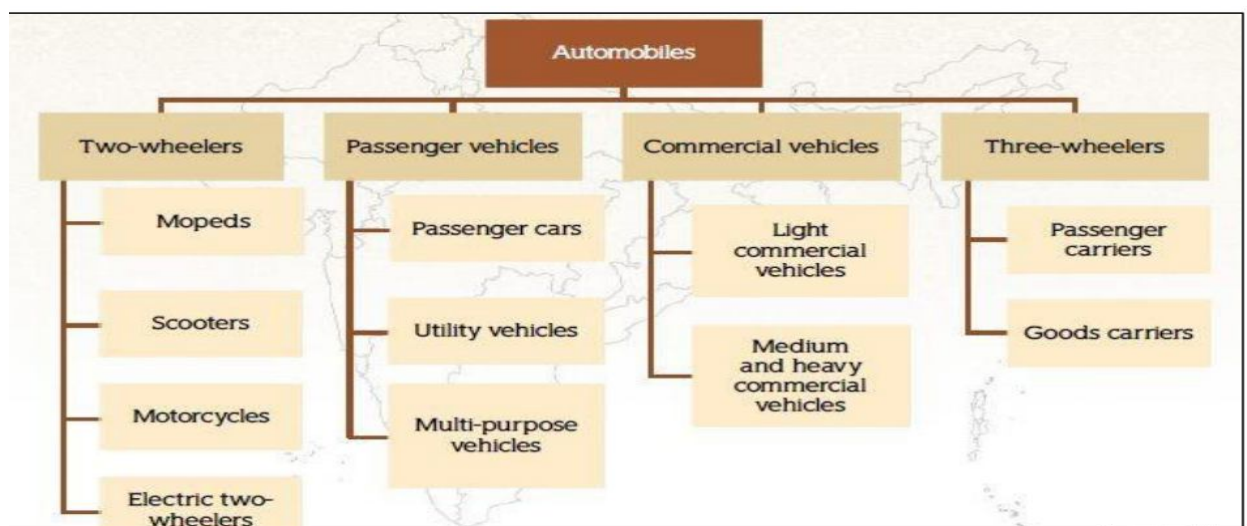 Automobiles
Two-wheelers
Passenger vehicles
Commercial vehicles
Three-wheelers
Mopeds
Scooters
Motorcycles
Electric two-
wheelers
Passenger cars
Utility vehicles
Multi-purpose
vehicles
Light
commercial
vehicles
Medium
and heavy
commercial
vehicles
Passenger
carriers
Goods carriers